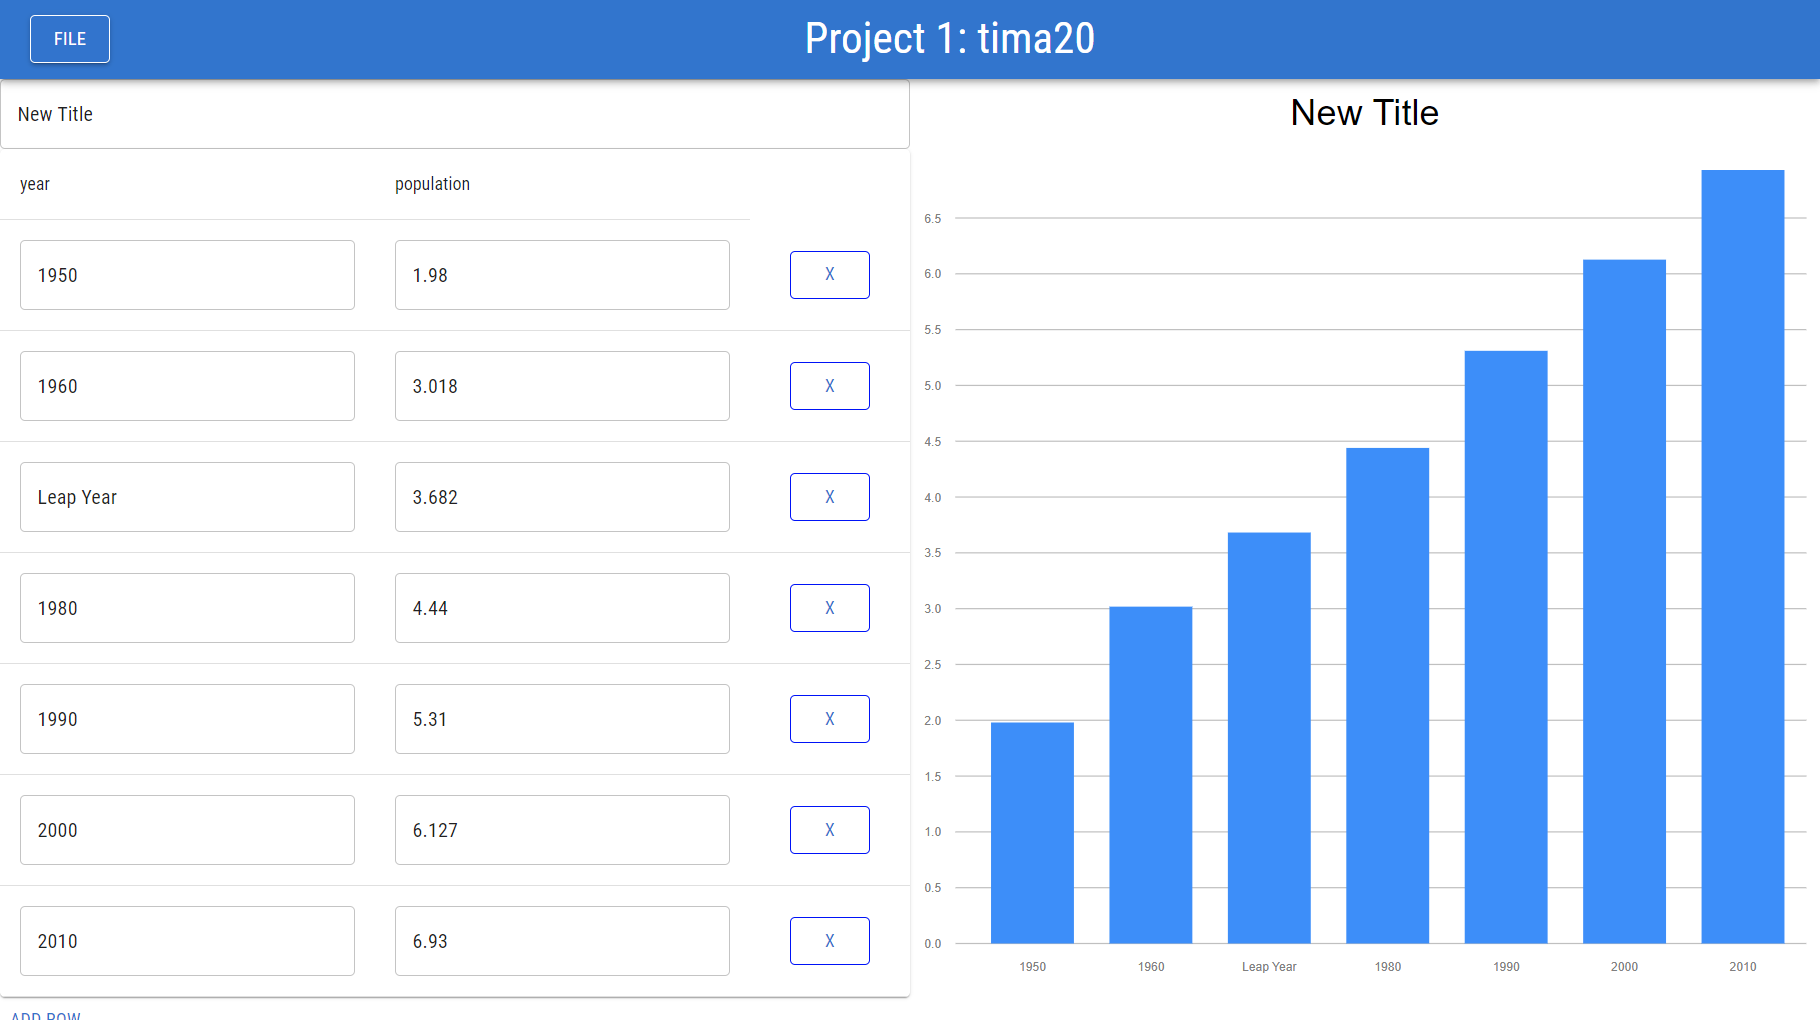 FILE
Project 1: tima20
New Title
year population
1950 1.98 X
1960 3.018 X
Leap Year 3.682 X
1980 4.44 X
1990 5.31 X
2000 6.127 X
2010 6.93 X
ADD ROW
New Title
6.5
6.0
5.5
5.0
4.5
4.0
3.5
3.0
2.5
2.0
1.5
1.0
0.5
0.0
1950 1960 Leap Year 1980 1990 2000 2010